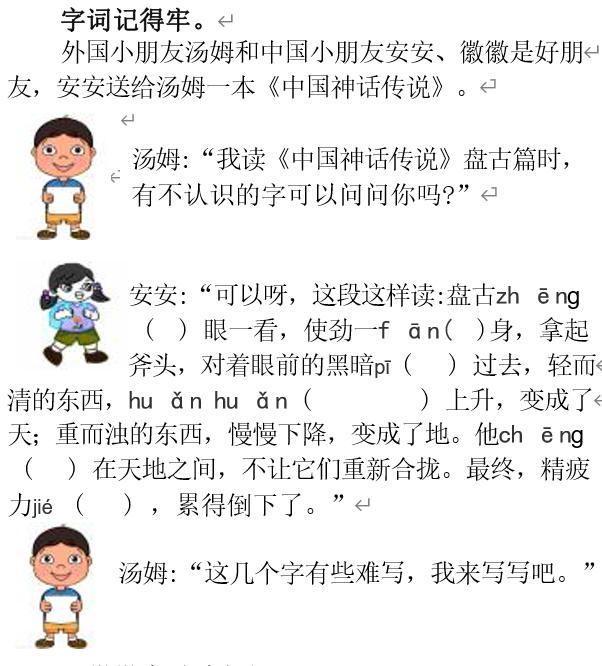 字词记得牢。
外国小朋友汤姆和中国小朋友安安、徽徽是好朋
友，安安送给汤姆一本《中国神话传说》。
汤姆:“我读《中国神话传说》盘古篇时，
有不认识的字可以问问你吗?”
安安:“可以呀，这段这样读:盘古zh ēng
（ ）眼一看，使劲一f ān( )身，拿起
斧头，对着眼前的黑暗pī（ ）过去，轻而
清的东西，hu ǎn hu ǎn（ ）上升，变成了
天；重而浊的东西，慢慢下降，变成了地。他ch ēng
（ ）在天地之间，不让它们重新合拢。最终，精疲
力jié（ ），累得倒下了。”
汤姆:“这几个字有些难写，我来写写吧。”